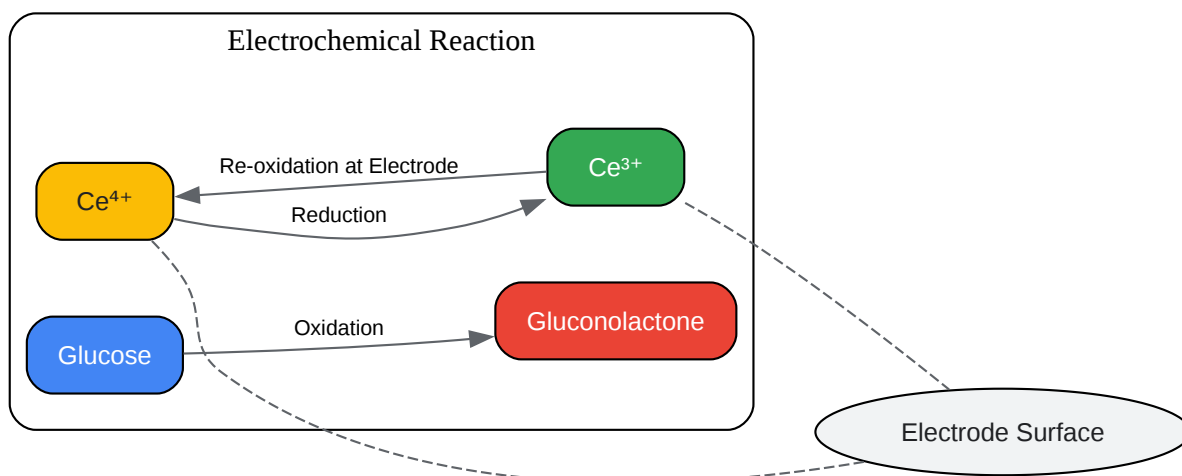 Electrochemical Reaction
Re-oxidation at Electrode
Ce³⁺
Ce⁴⁺
Reduction
Oxidation
Gluconolactone
Glucose
Electrode Surface